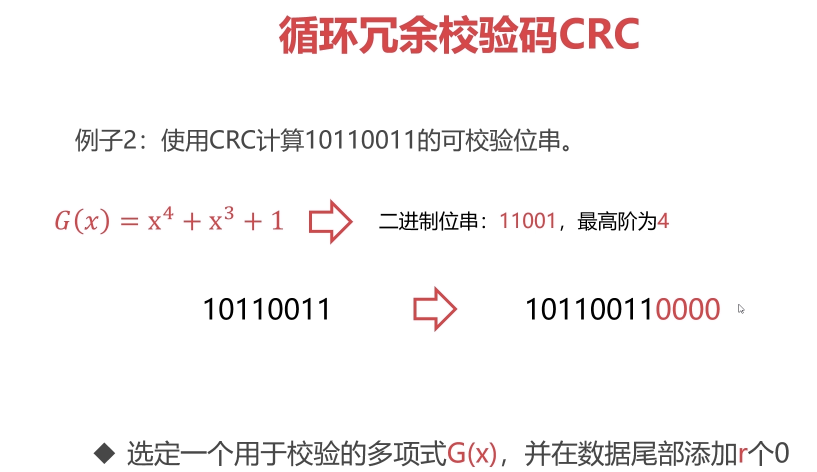 循环冗余校验码CRC
例子2：使用CRC计算10110011的可校验位串。
G(x) = x⁴ + x³ + 1 二进制位串：11001，最高阶为4
10110011 101100110000
◆ 选定一个用于校验的多项式G(x)，并在数据尾部添加r个0